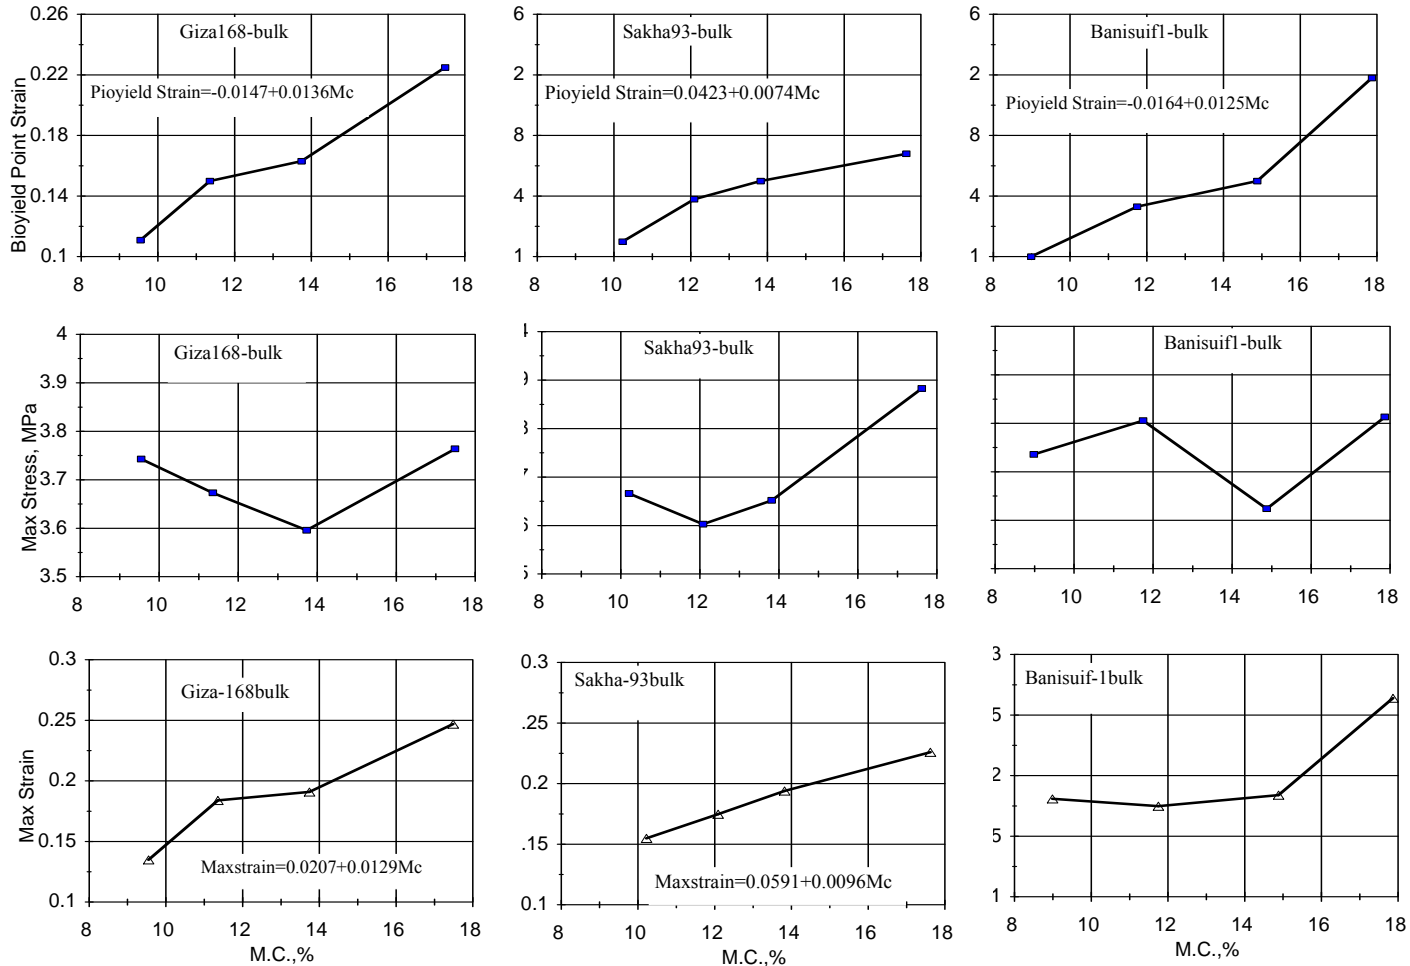 0.26
0.22
0.18
0.14
0.1
Bioyield Point Strain
Giza168-bulk
Pioyield Strain=-0.0147+0.0136Mc
8 10 12 14 16 18
6
2
8
4
1
Sakha93-bulk
Pioyield Strain=0.0423+0.0074Mc
8 10 12 14 16 18
6
2
8
4
1
Banisuif1-bulk
Pioyield Strain=-0.0164+0.0125Mc
8 10 12 14 16 18
4
3.9
3.8
3.7
3.6
3.5
Max Stress, MPa
Giza168-bulk
8 10 12 14 16 18
Sakha93-bulk
8 10 12 14 16 18
Banisuif1-bulk
8 10 12 14 16 18
0.3
0.25
0.2
0.15
0.1
Max Strain
Giza-168bulk
Maxstrain=0.0207+0.0129Mc
8 10 12 14 16 18
M.C.,%
0.3
.25
0.2
.15
0.1
Sakha-93bulk
Maxstrain=0.0591+0.0096Mc
8 10 12 14 16 18
M.C.,%
3
5
2
5
1
Banisuif-1bulk
8 10 12 14 16 18